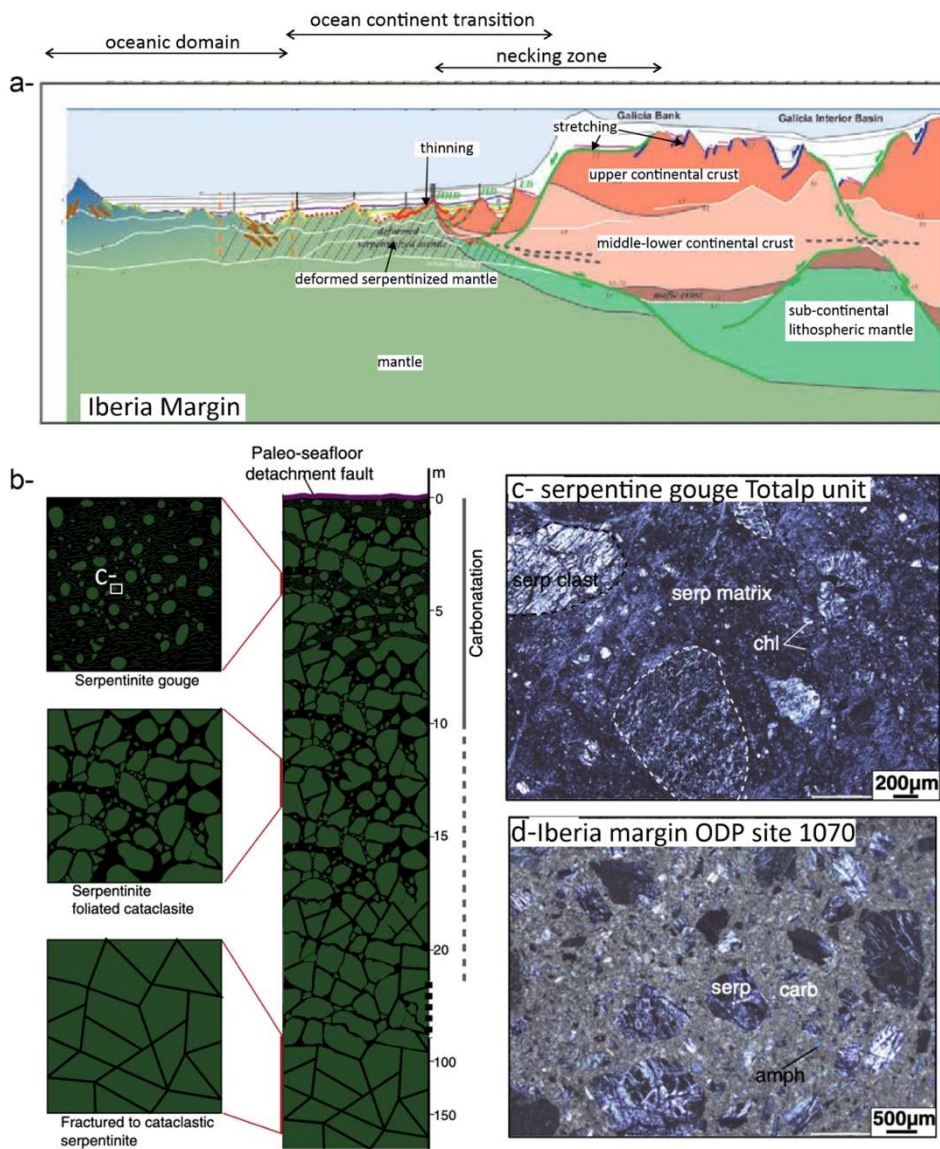 ocean continent transition
oceanic domain
necking zone
a-
Galicia Bank
Galicia Interior Basin
stretching
thinning
upper continental crust
middle-lower continental crust
deformed
serpentinized mantle
deformed serpentinized mantle
mafic crust
sub-continental
lithospheric mantle
mantle
Iberia Margin
b-
Paleo-seafloor
detachment fault
m
0
5
10
15
20
100
150
Carbonatation
C-
Serpentinite gouge
Serpentinite
foliated cataclasite
Fractured to cataclastic
serpentinite
c- serpentine gouge Totalp unit
serp clast
serp matrix
chl
200µm
d-Iberia margin ODP site 1070
serp
carb
amph
500µm